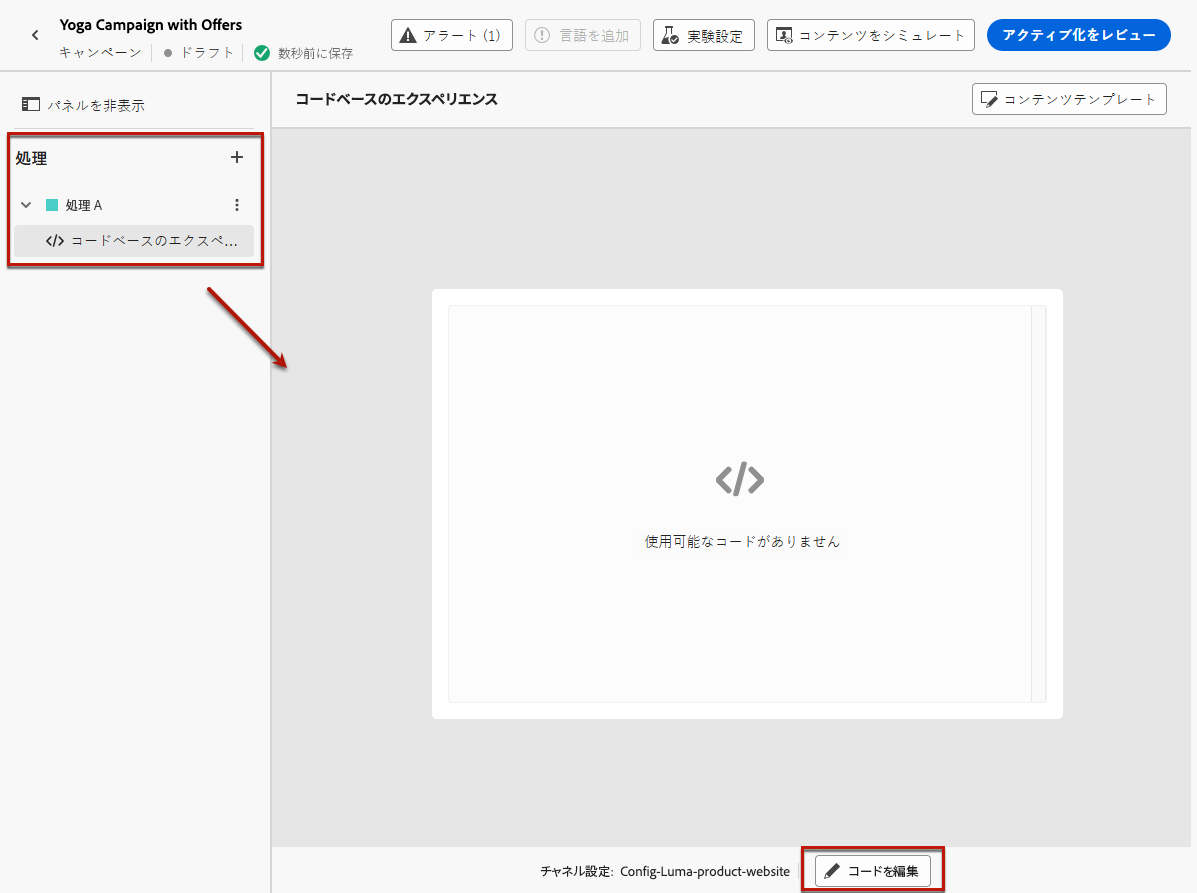 Yoga Campaign with Offers
キャンペーン ドラフト 数秒前に保存
アラート (1)
言語を追加
実験設定
コンテンツをシミュレート
アクティブ化をレビュー
パネルを非表示
処理
処理 A
</> コードベースのエクスペ...
コードベースのエクスペリエンス
コンテンツテンプレート
</>
使用可能なコードがありません
チャネル設定: Config-Luma-product-website
コードを編集